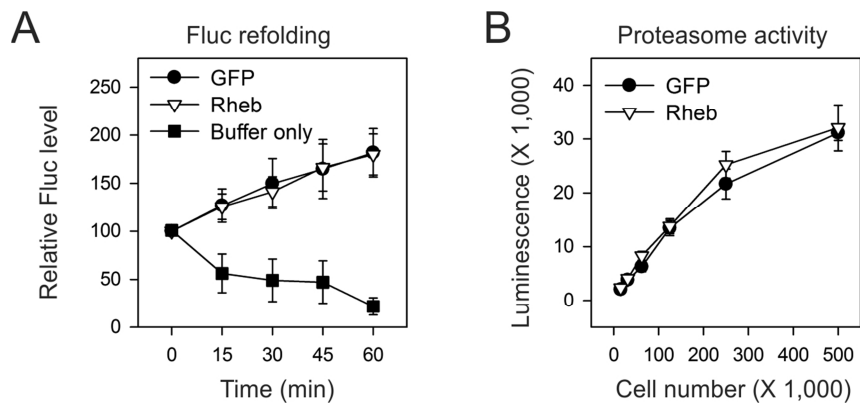 A
Fluc refolding
GFP
Rheb
Buffer only
Relative Fluc level
250
200
150
100
50
0
0 15 30 45 60
Time (min)
B
Proteasome activity
GFP
Rheb
Luminescence (X 1,000)
40
30
20
10
0
0 100 200 300 400 500
Cell number (X 1,000)